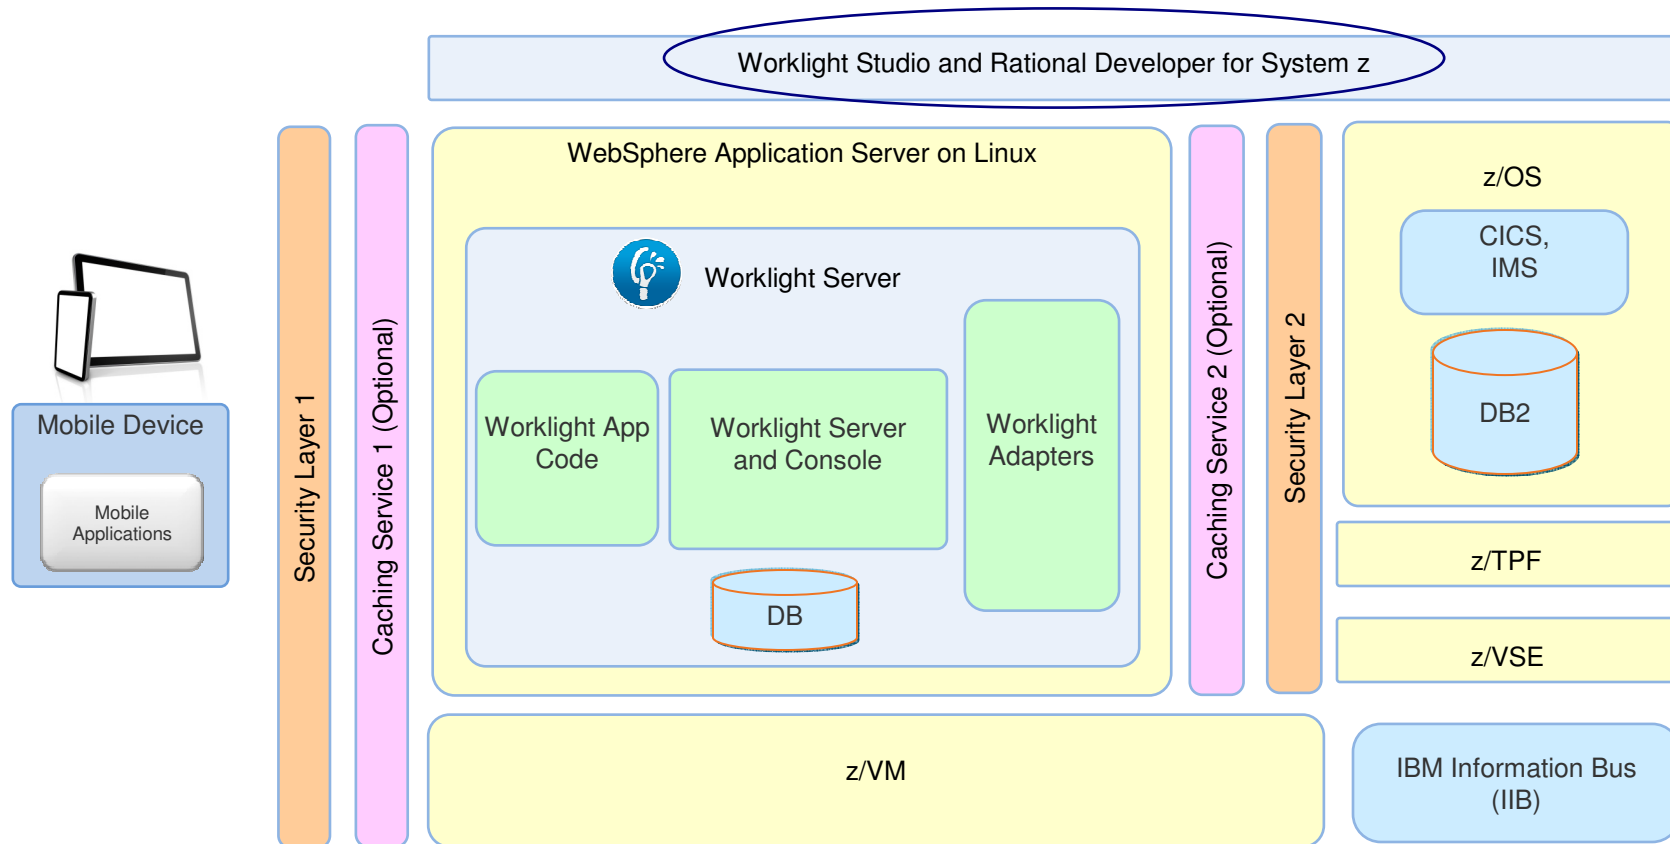 Worklight Studio and Rational Developer for System z
WebSphere Application Server on Linux
z/OS
CICS,
IMS
DB2
Worklight Server
Worklight App
Code
Worklight Server
and Console
Worklight
Adapters
DB
Mobile Device
Mobile
Applications
Security Layer 1
Caching Service 1 (Optional)
Caching Service 2 (Optional)
Security Layer 2
z/TPF
z/VSE
z/VM
IBM Information Bus
(IIB)